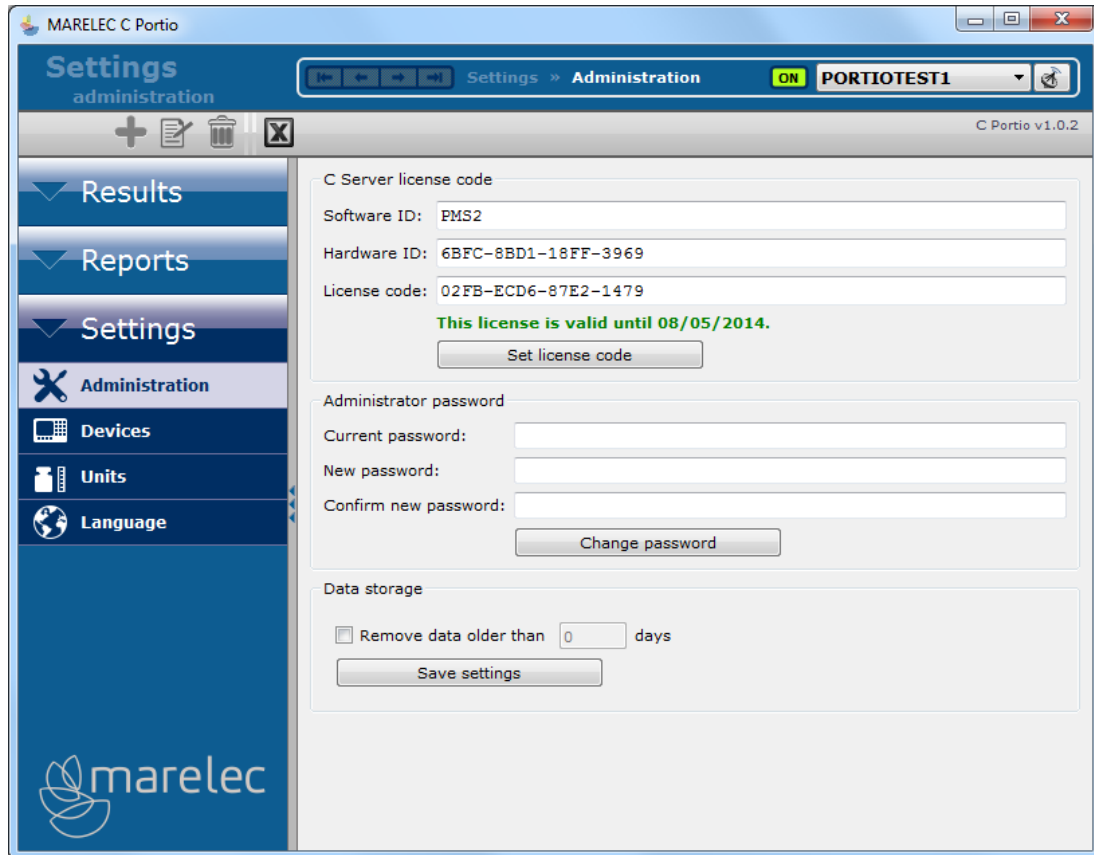 MARELEC C Portio
Settings
administration
Settings » Administration
ON
PORTIOTEST1
C Portio v1.0.2
Results
Reports
Settings
Administration
Devices
Units
Language
marelec
C Server license code
Software ID: PMS2
Hardware ID: 6BFC-8BD1-18FF-3969
License code: 02FB-ECD6-87E2-1479
This license is valid until 08/05/2014.
Set license code
Administrator password
Current password:
New password:
Confirm new password:
Change password
Data storage
Remove data older than 0 days
Save settings